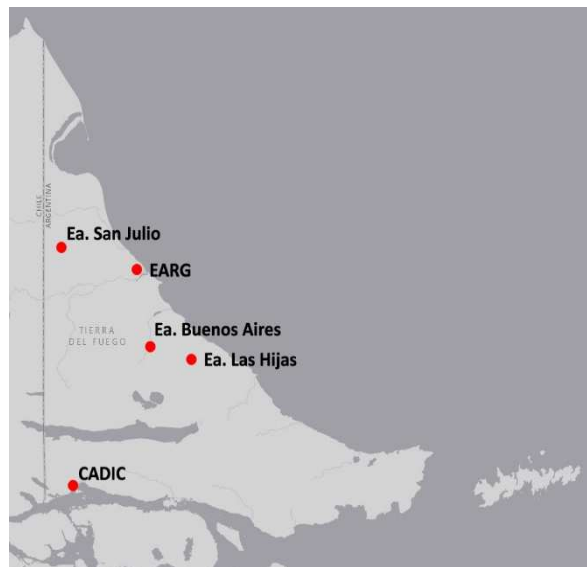 CHILE
ARGENTINA
Ea. San Julio
EARG
TIERRA
DEL FUEGO
Ea. Buenos Aires
Ea. Las Hijas
CADIC